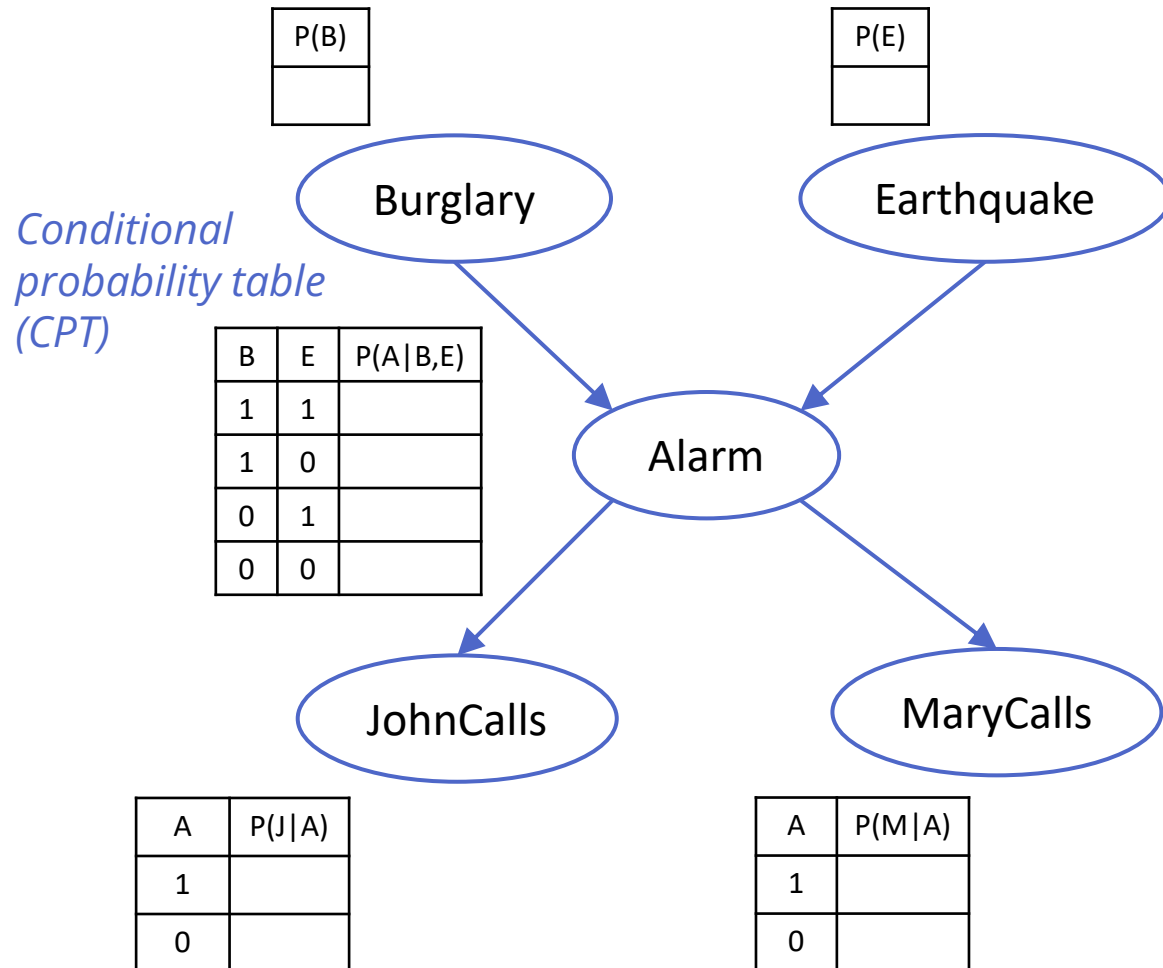 P(B)
P(E)
Burglary
Earthquake
Conditional
probability table
(CPT)
B E P(A|B,E)
1 1
1 0
0 1
0 0
Alarm
JohnCalls
MaryCalls
A P(J|A)
1
0
A P(M|A)
1
0